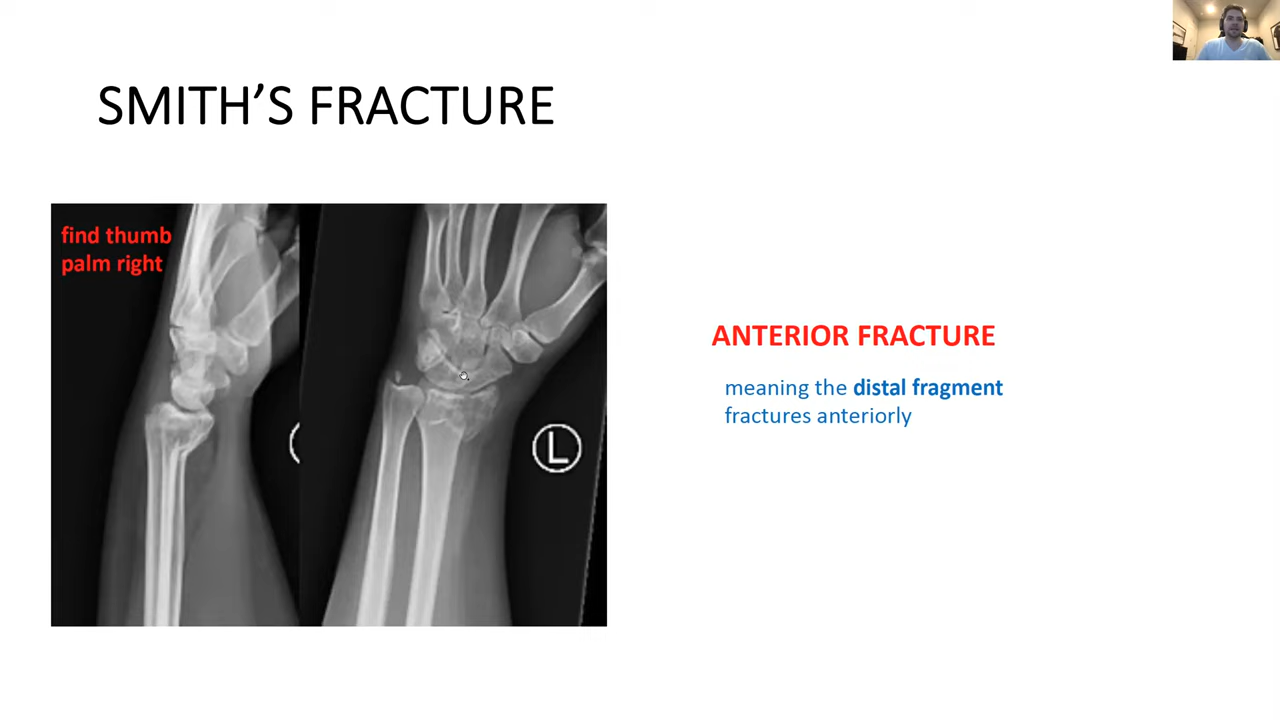 SMITH’S FRACTURE
find thumb
palm right
L
ANTERIOR FRACTURE
meaning the distal fragment
fractures anteriorly